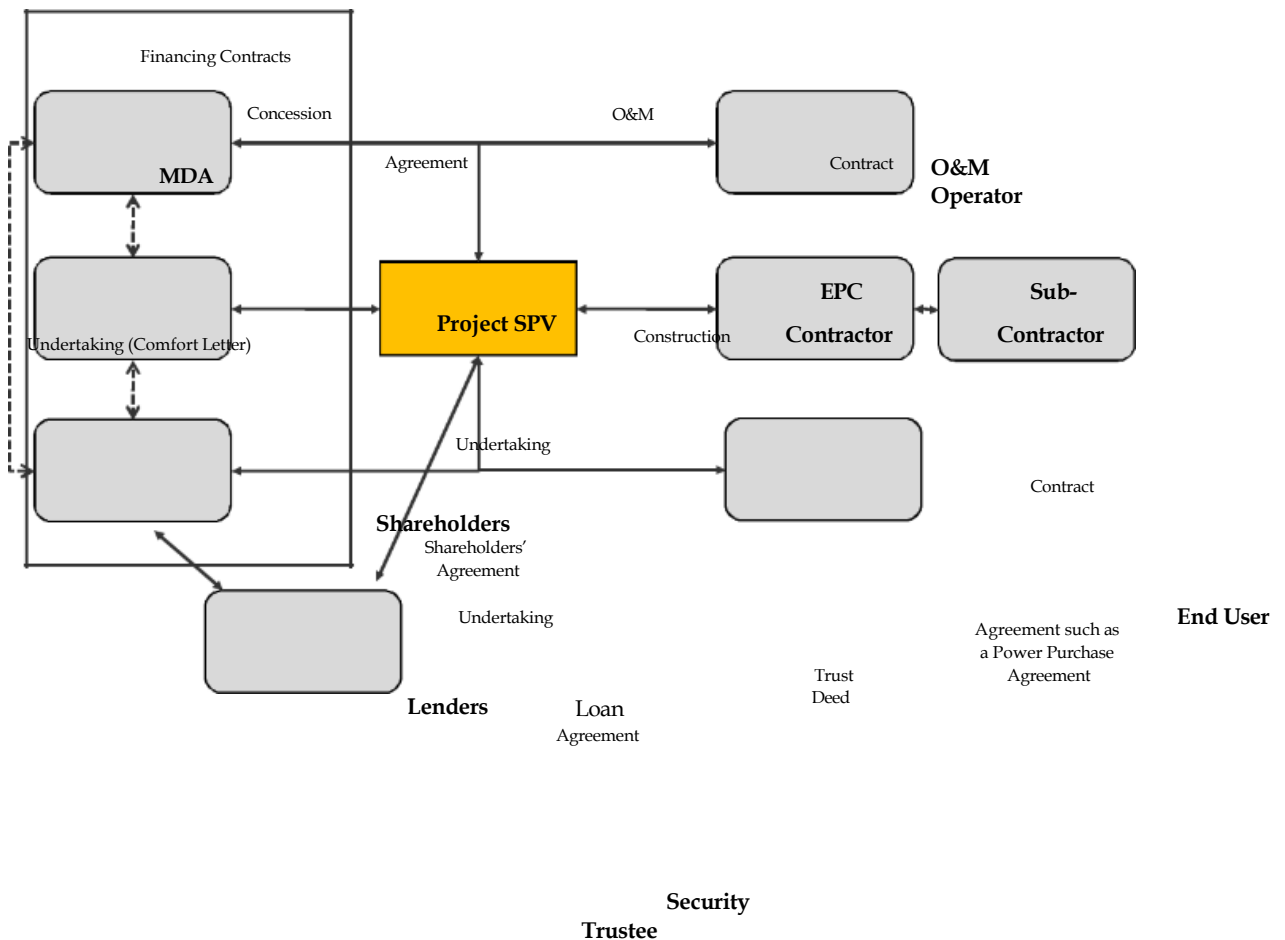 Financing Contracts
Concession
O&M
Agreement
Contract
MDA
O&M
Operator
EPC
Contractor
Sub-
Contractor
Project SPV
Construction
Undertaking (Comfort Letter)
Undertaking
Contract
Shareholders
Shareholders’
Agreement
Undertaking
End User
Agreement such as
a Power Purchase
Agreement
Trust
Deed
Lenders
Loan
Agreement
Security
Trustee